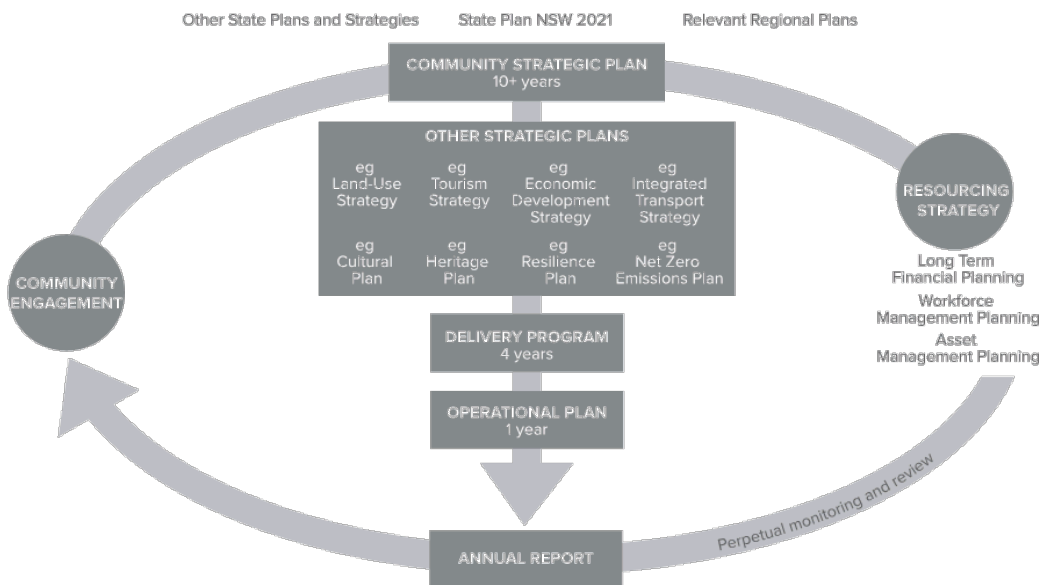 Other State Plans and Strategies
State Plan NSW 2021
Relevant Regional Plans
COMMUNITY STRATEGIC PLAN
10+ years
OTHER STRATEGIC PLANS
eg
Land-Use
Strategy
eg
Tourism
Strategy
eg
Economic
Development
Strategy
eg
Integrated
Transport
Strategy
eg
Cultural
Plan
eg
Heritage
Plan
eg
Resilience
Plan
eg
Net Zero
Emissions Plan
RESOURCING
STRATEGY
Long Term
Financial Planning
Workforce
Management Planning
Asset
Management Planning
COMMUNITY
ENGAGEMENT
DELIVERY PROGRAM
4 years
OPERATIONAL PLAN
1 year
Perpetual monitoring and review
ANNUAL REPORT